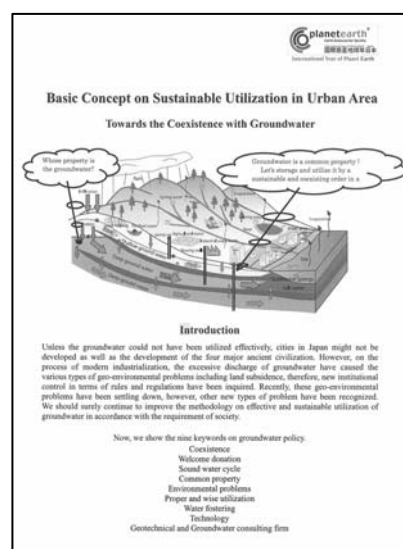 planetearth
国際惑星地球年日本
International Year of Planet Earth
Basic Concept on Sustainable Utilization in Urban Area
Towards the Coexistence with Groundwater
Whose property is
the groundwater?
Groundwater is a common property !
Let's storage and utilize it by a
sustainable and coexisting order in a
Introduction
Unless the groundwater could not have been utilized effectively, cities in Japan might not be
developed as well as the development of the four major ancient civilization. However, on the
process of modern industrialization, the excessive discharge of groundwater have caused the
various types of geo-environmental problems including land subsidence, therefore, new institutional
control in terms of rules and regulations have been inquired. Recently, these geo-environmental
problems have been settling down, however, other new types of problem have been recognized.
We should surely continue to improve the methodology on effective and sustainable utilization of
groundwater in accordance with the requirement of society.
Now, we show the nine keywords on groundwater policy.
Coexistence
Welcome donation
Sound water cycle
Common property
Environmental problems
Proper and wise utilization
Water fostering
Technology
Geotechnical and Groundwater consulting firm